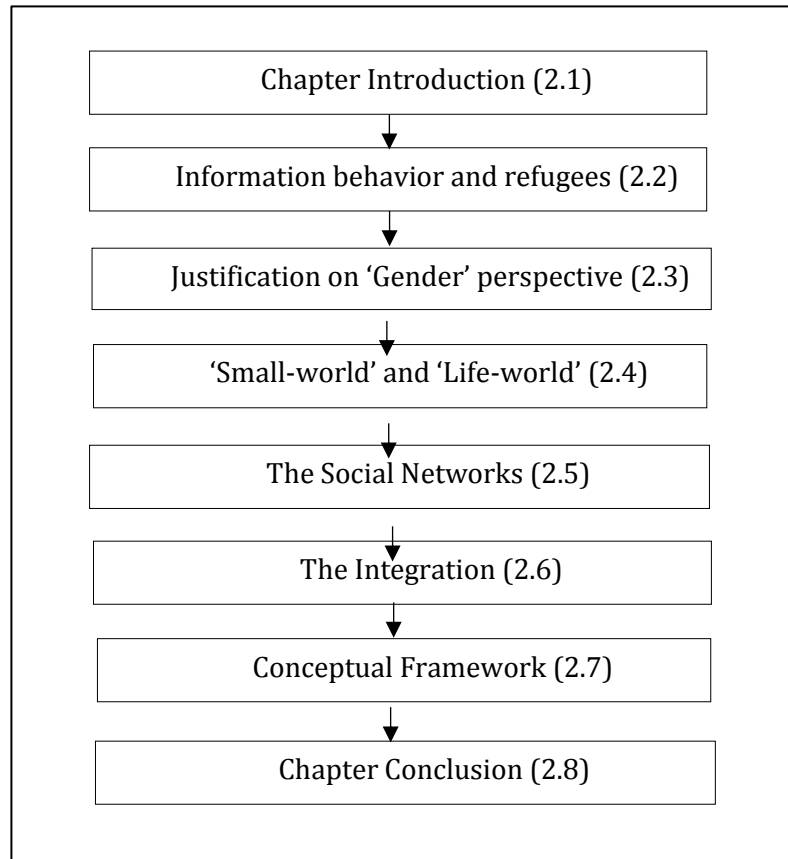 Chapter Introduction (2.1)
Information behavior and refugees (2.2)
Justification on ‘Gender’ perspective (2.3)
‘Small-world’ and ‘Life-world’ (2.4)
The Social Networks (2.5)
The Integration (2.6)
Conceptual Framework (2.7)
Chapter Conclusion (2.8)